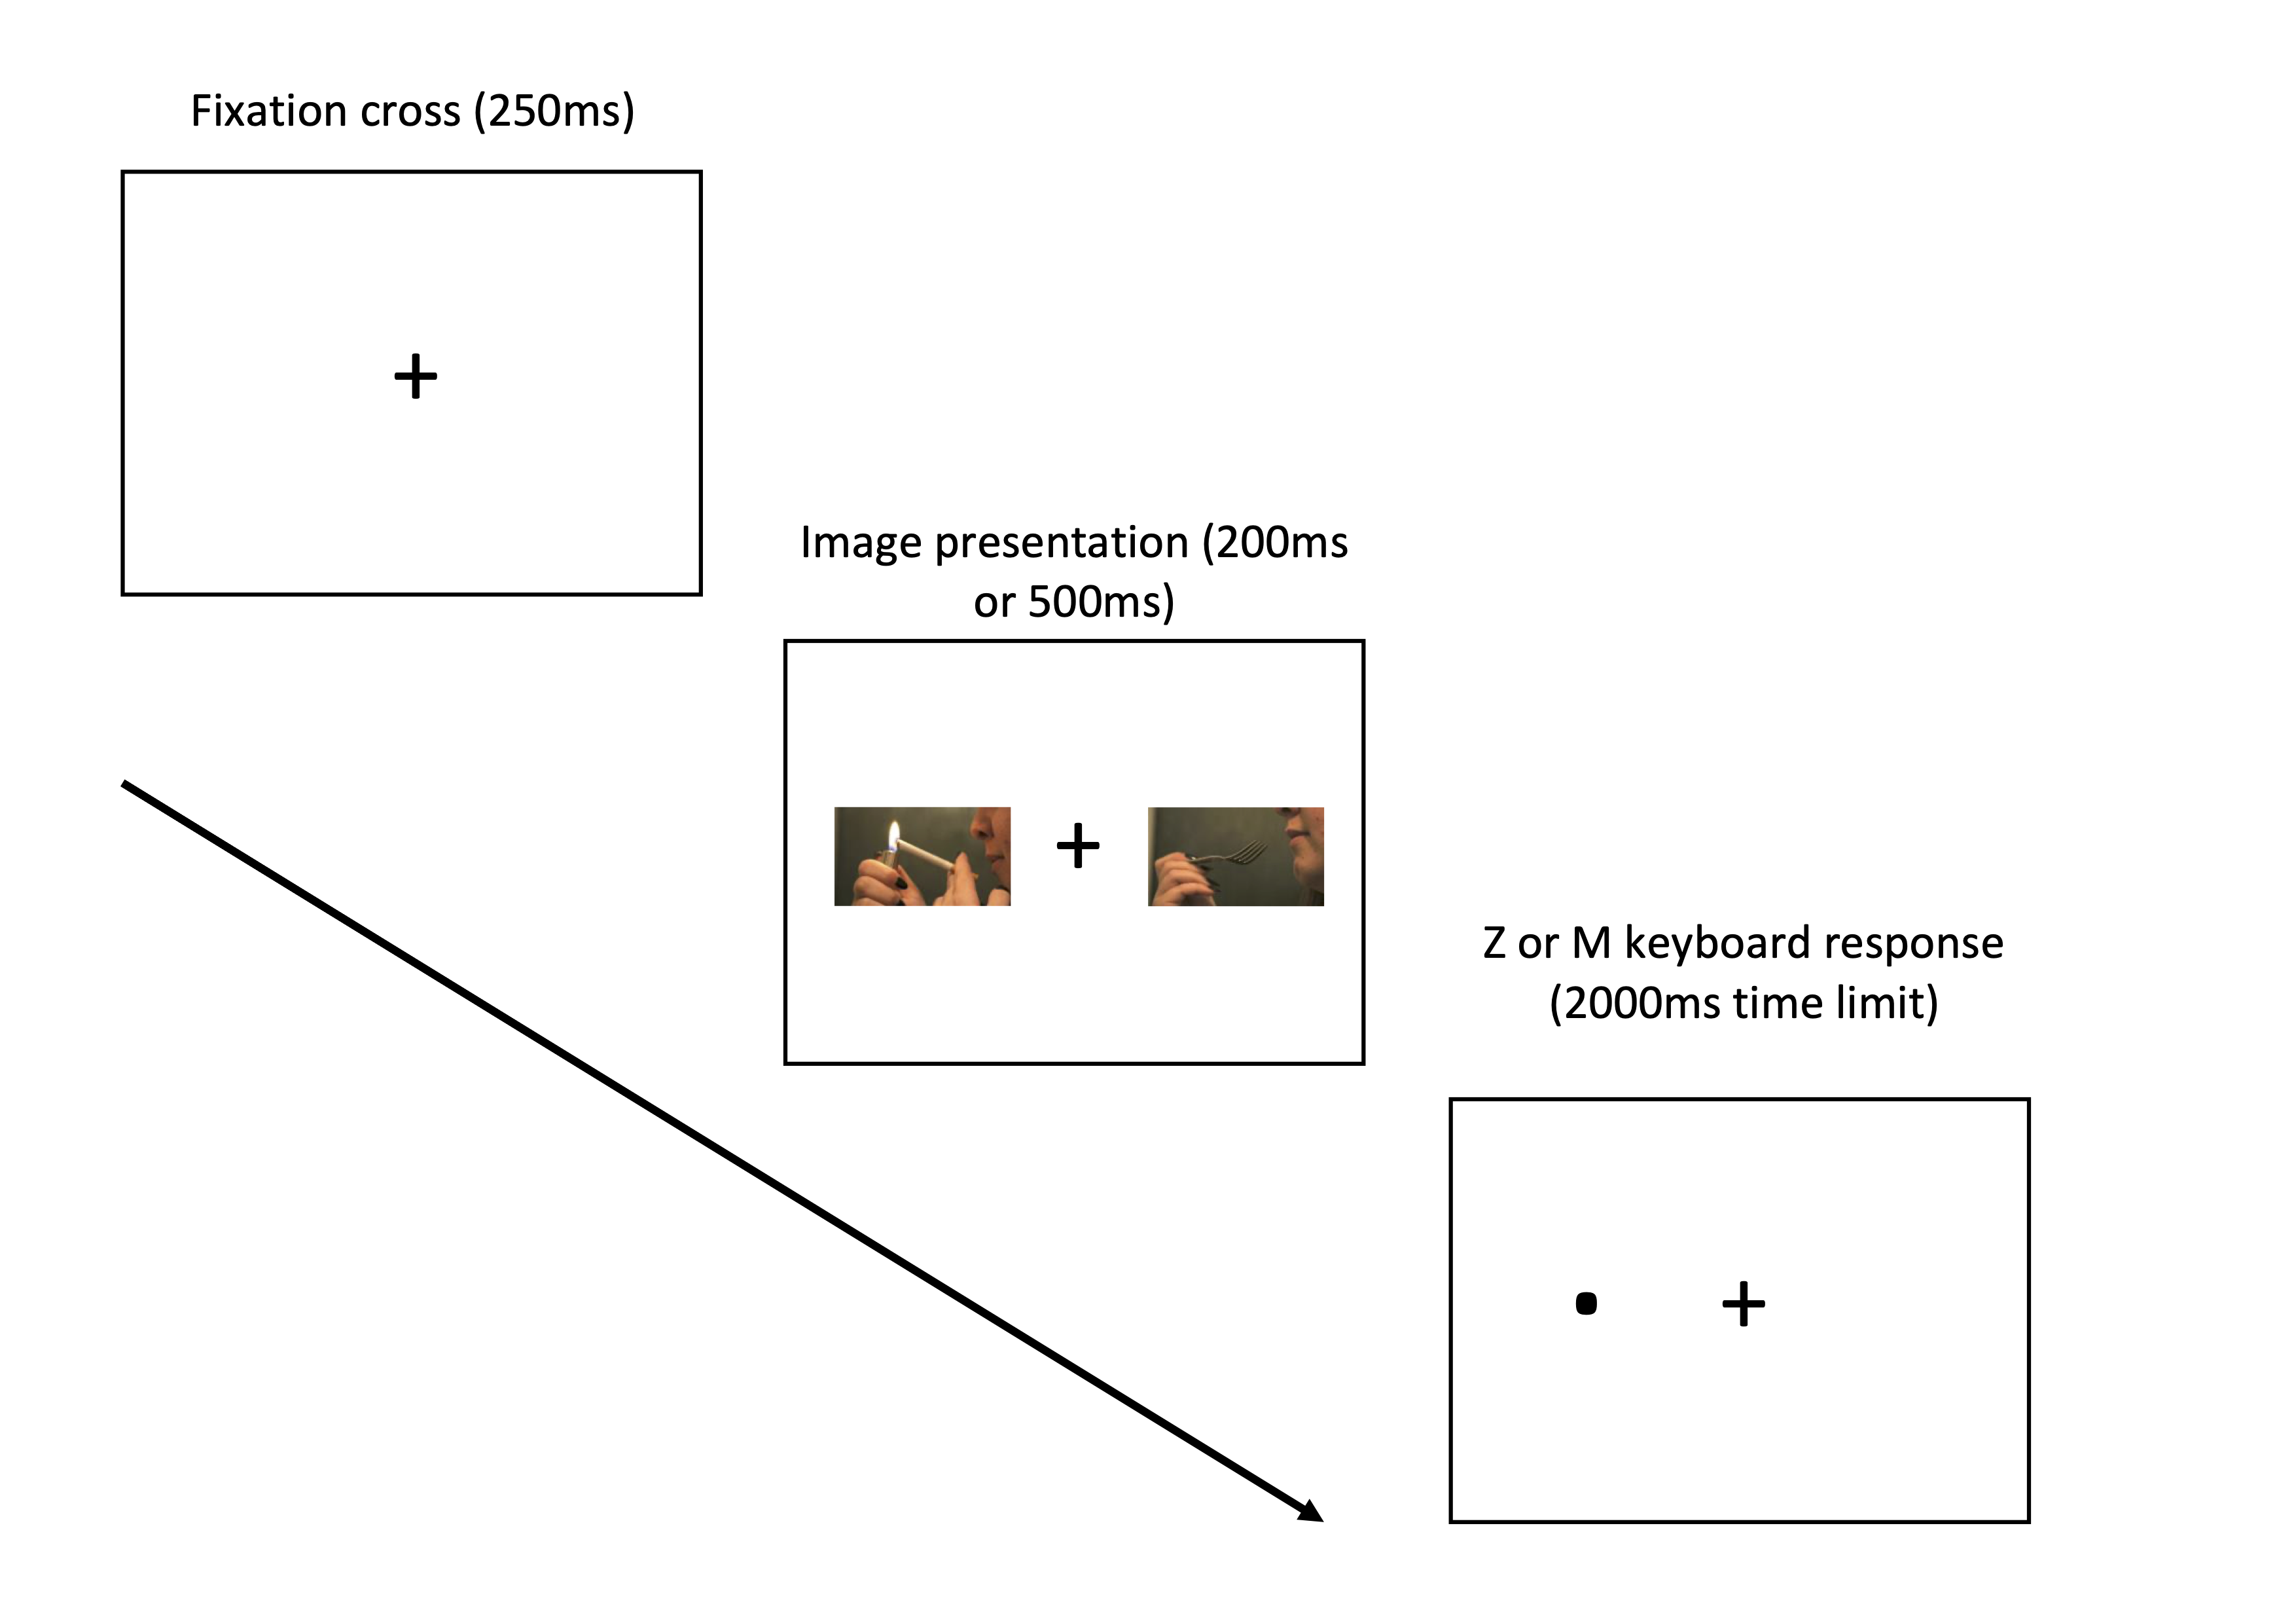 Fixation cross (250ms)
Image presentation (200ms
or 500ms)
Z or M keyboard response
(2000ms time limit)